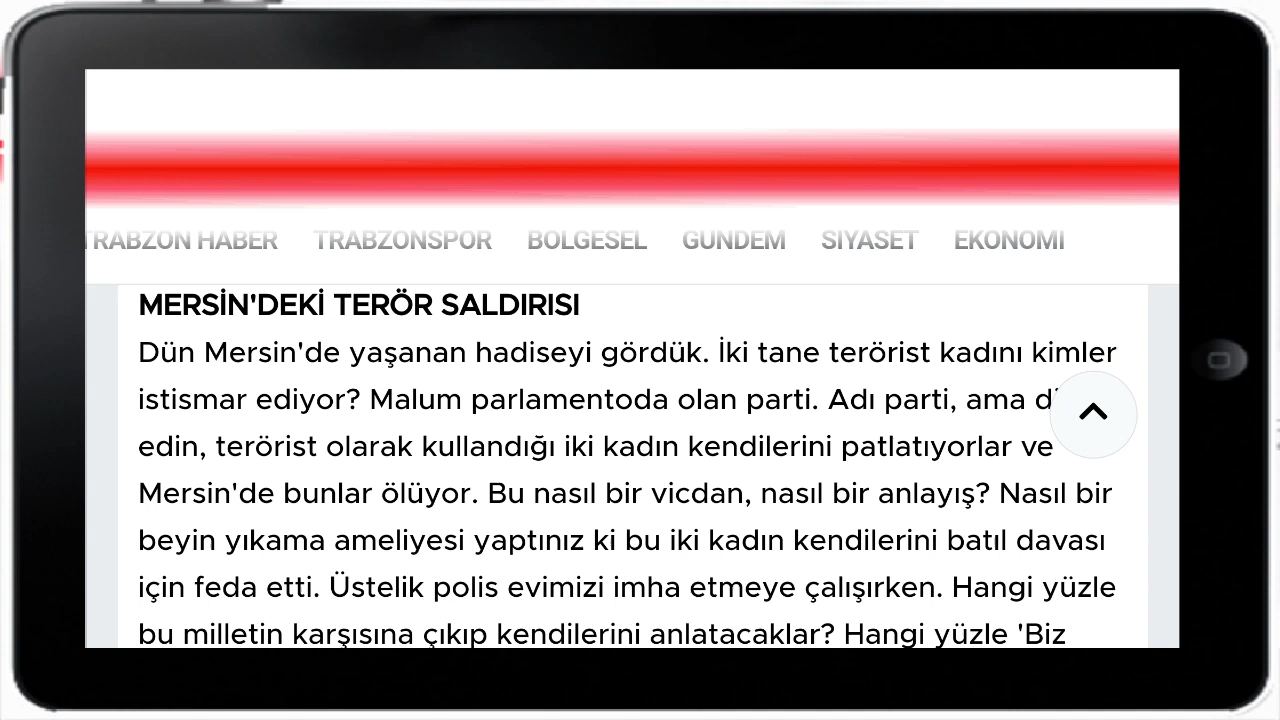 TRABZON HABER TRABZONSPOR BÖLGESEL GÜNDEM SİYASET EKONOMİ
MERSİN'DEKİ TERÖR SALDIRISI
Dün Mersin'de yaşanan hadiseyi gördük. İki tane terörist kadını kimler
istismar ediyor? Malum parlamentoda olan parti. Adı parti, ama
edin, terörist olarak kullandığı iki kadın kendilerini patlatıyorlar ve
Mersin'de bunlar ölüyor. Bu nasıl bir vicdan, nasıl bir anlayış? Nasıl bir
beyin yıkama ameliyesi yaptınız ki bu iki kadın kendilerini batıl davası
için feda etti. Üstelik polis evimizi imha etmeye çalışırken. Hangi yüzle
bu milletin karşısına çıkıp kendilerini anlatacaklar? Hangi yüzle 'Biz